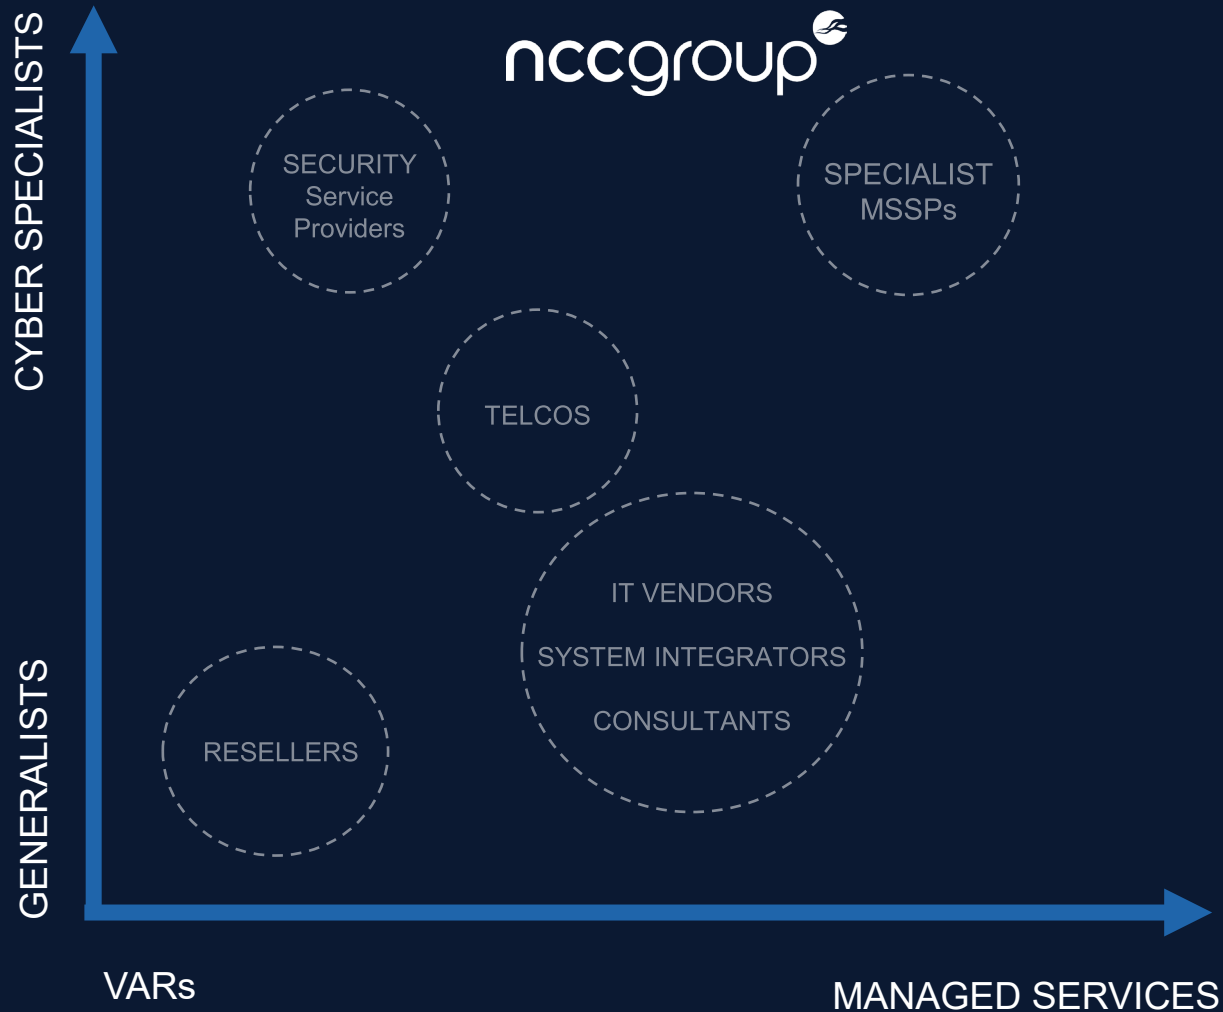 CYBER SPECIALISTS
nccgroup
SECURITY
Service
Providers
SPECIALIST
MSSPs
TELCOS
IT VENDORS
SYSTEM INTEGRATORS
CONSULTANTS
GENERALISTS
RESELLERS
VARs
MANAGED SERVICES